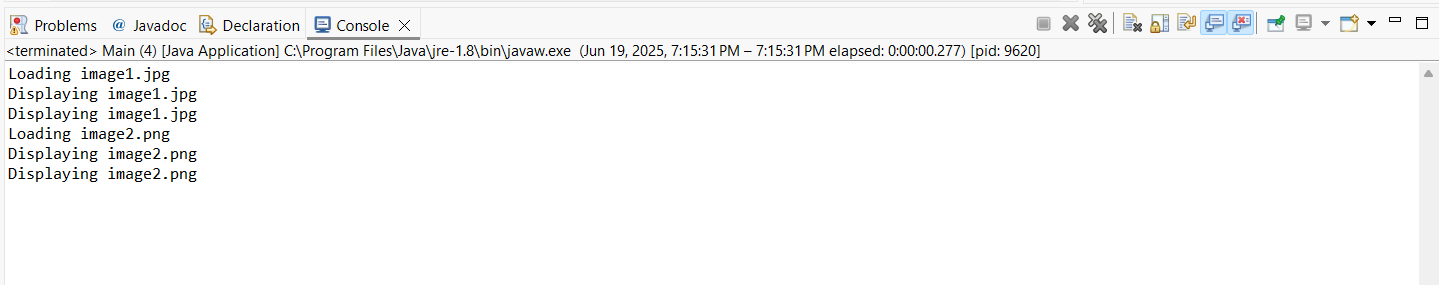 Problems @ Javadoc Declaration Console
<terminated> Main (4) [Java Application] C:\Program Files\Java\jre-1.8\bin\javaw.exe (Jun 19, 2025, 7:15:31 PM – 7:15:31 PM elapsed: 0:00:00.277) [pid: 9620]
Loading image1.jpg
Displaying image1.jpg
Displaying image1.jpg
Loading image2.png
Displaying image2.png
Displaying image2.png